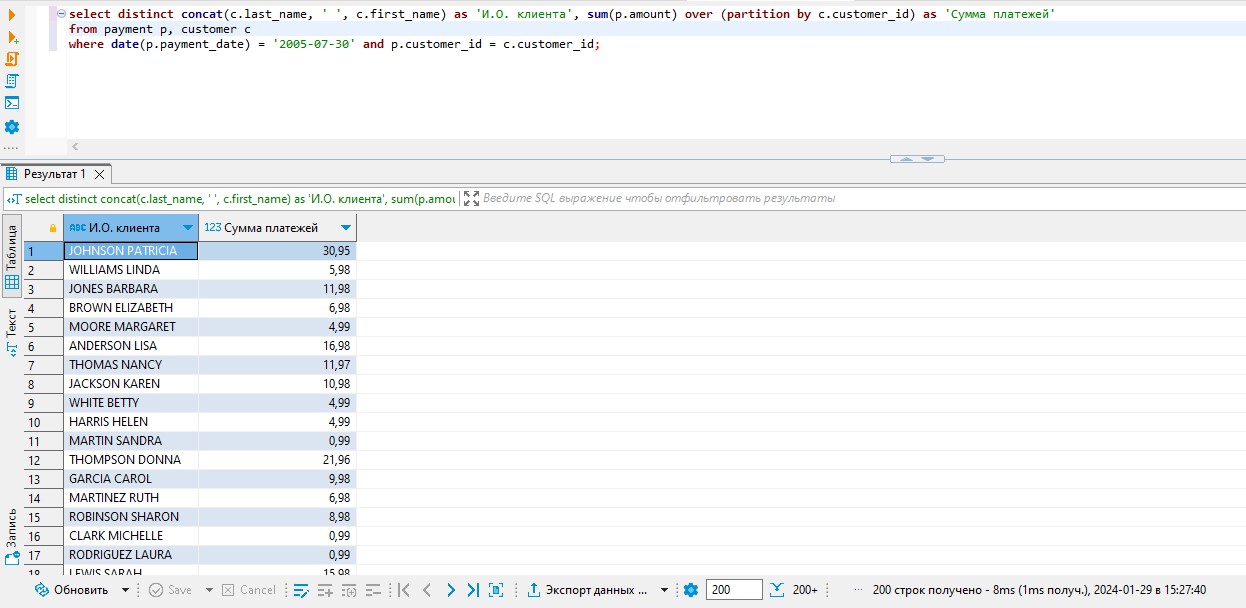 select distinct concat(c.last_name, ' ', c.first_name) as 'И.О. клиента', sum(p.amount) over (partition by c.customer_id) as 'Сумма платежей'
from payment p, customer c
where date(p.payment_date) = '2005-07-30' and p.customer_id = c.customer_id;
Результат 1
select distinct concat(c.last_name, ' ', c.first_name) as 'И.О. клиента', sum(p.amou
Введите SQL выражение чтобы отфильтровать результаты
Таблица
Текст
Запись
ABC И.О. клиента 123 Сумма платежей
1 JOHNSON PATRICIA 30,95
2 WILLIAMS LINDA 5,98
3 JONES BARBARA 11,98
4 BROWN ELIZABETH 6,98
5 MOORE MARGARET 4,99
6 ANDERSON LISA 16,98
7 THOMAS NANCY 11,97
8 JACKSON KAREN 10,98
9 WHITE BETTY 4,99
10 HARRIS HELEN 4,99
11 MARTIN SANDRA 0,99
12 THOMPSON DONNA 21,96
13 GARCIA CAROL 9,98
14 MARTINEZ RUTH 6,98
15 ROBINSON SHARON 8,98
16 CLARK MICHELLE 0,99
17 RODRIGUEZ LAURA 0,99
18 LEWIS SARAH 15,98
Обновить Save Cancel Экспорт данных ... 200 200+ ... 200 строк получено - 8ms (1ms получ.), 2024-01-29 в 15:27:40